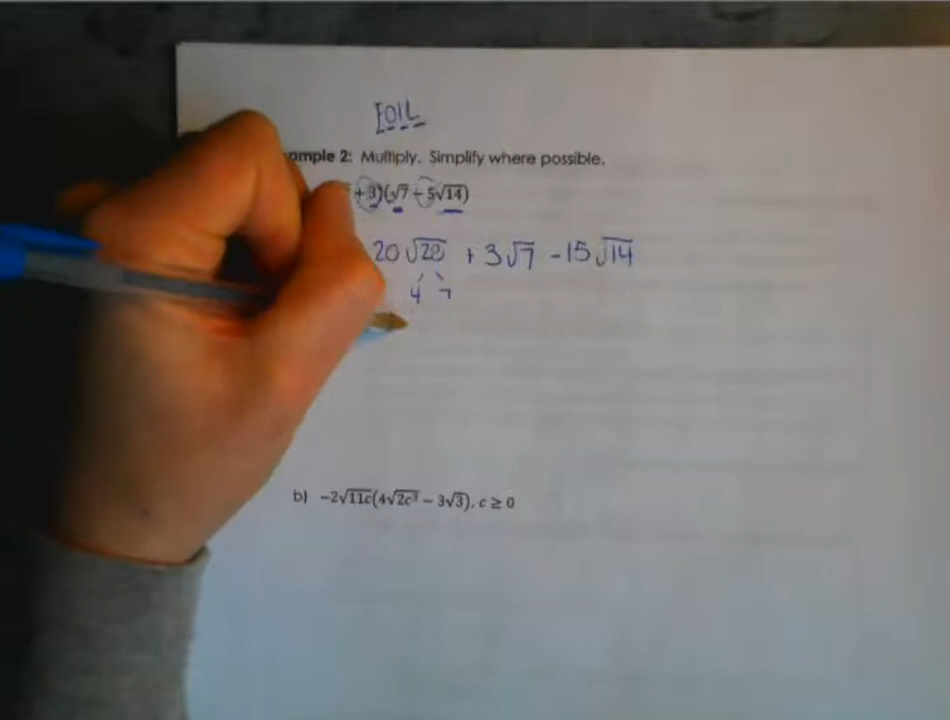 FOIL
ample 2: Multiply. Simplify where possible.
+ 3)(√7 − 5√14)
20√28 + 3√7 - 15√14
4 7
b) −2√11c(4√2c³ − 3√3), c ≥ 0